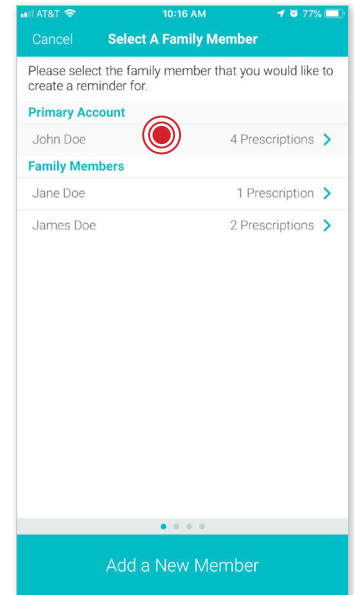 AT&T 10:16 AM 77%
Cancel Select A Family Member
Please select the family member that you would like to
create a reminder for.
Primary Account
John Doe 4 Prescriptions
Family Members
Jane Doe 1 Prescription
James Doe 2 Prescriptions
Add a New Member